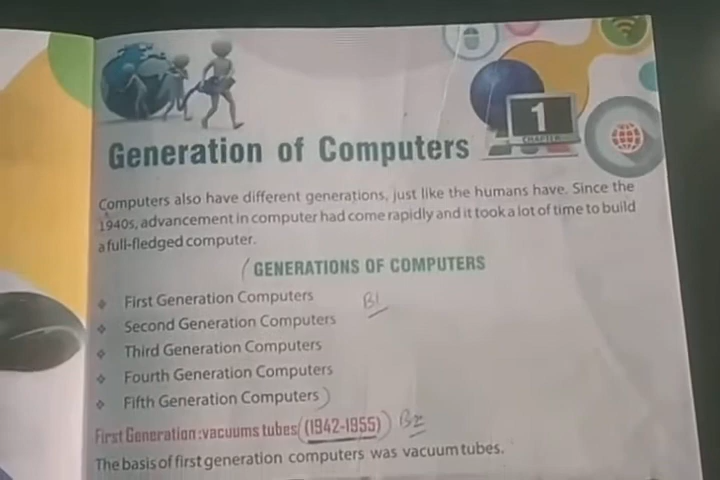 1
CHAPTER
Generation of Computers
Computers also have different generations, just like the humans have. Since the
1940s, advancement in computer had come rapidly and it took a lot of time to build
a full-fledged computer.
(GENERATIONS OF COMPUTERS
❖ First Generation Computers
B1
❖ Second Generation Computers
❖ Third Generation Computers
❖ Fourth Generation Computers
❖ Fifth Generation Computers)
First Generation :vacuums tubes (1942-1955) B2
The basis of first generation computers was vacuum tubes.